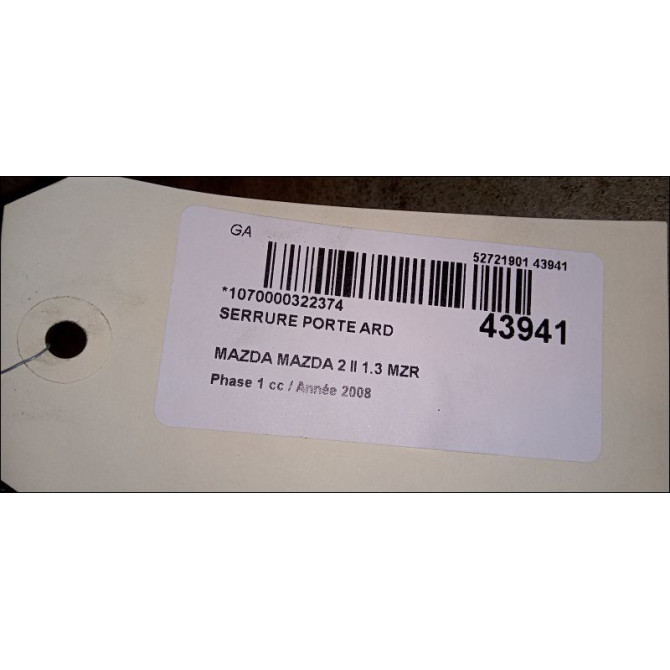 GA
52721901 43941
*1070000322374
43941
SERRURE PORTE ARD
MAZDA MAZDA 2 II 1.3 MZR
Phase 1 cc / Année 2008